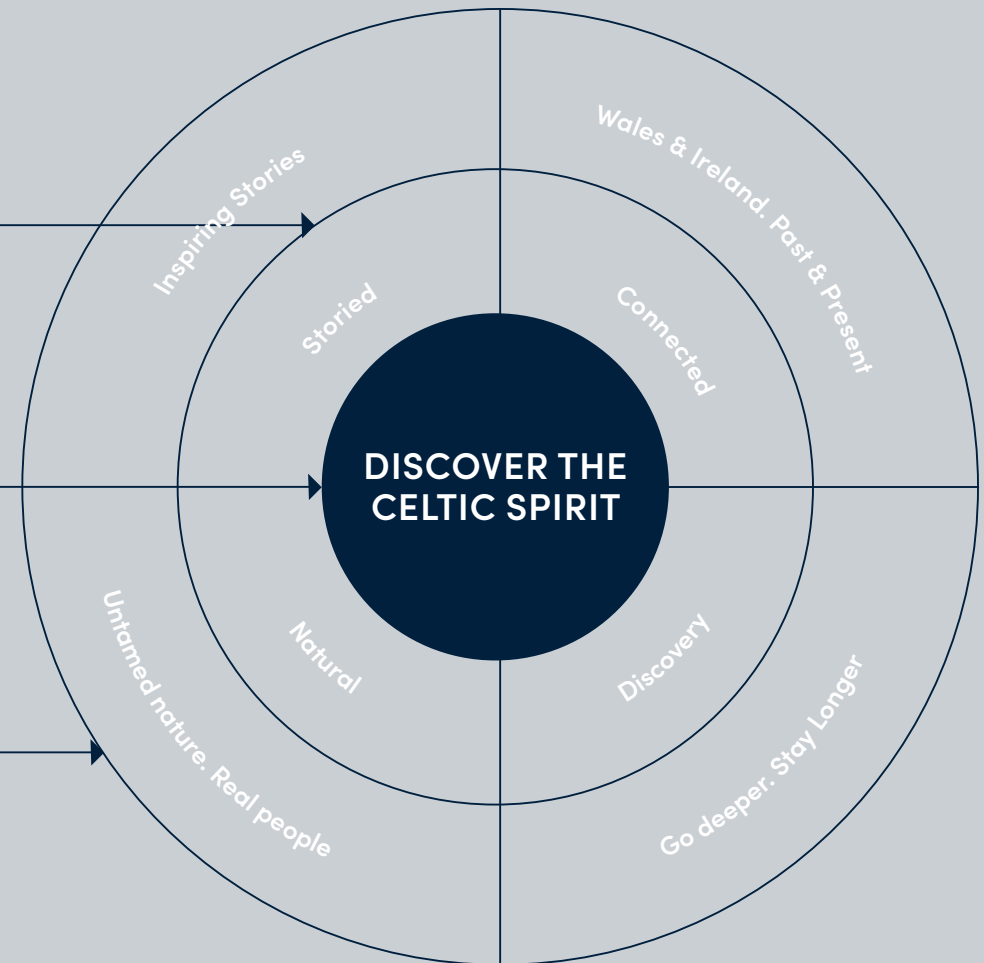 Wales & Ireland. Past & Present
Inspiring Stories
Storied
Connected
DISCOVER THE
CELTIC SPIRIT
Natural
Discovery
Untamed nature. Real people
Go deeper. Stay Longer